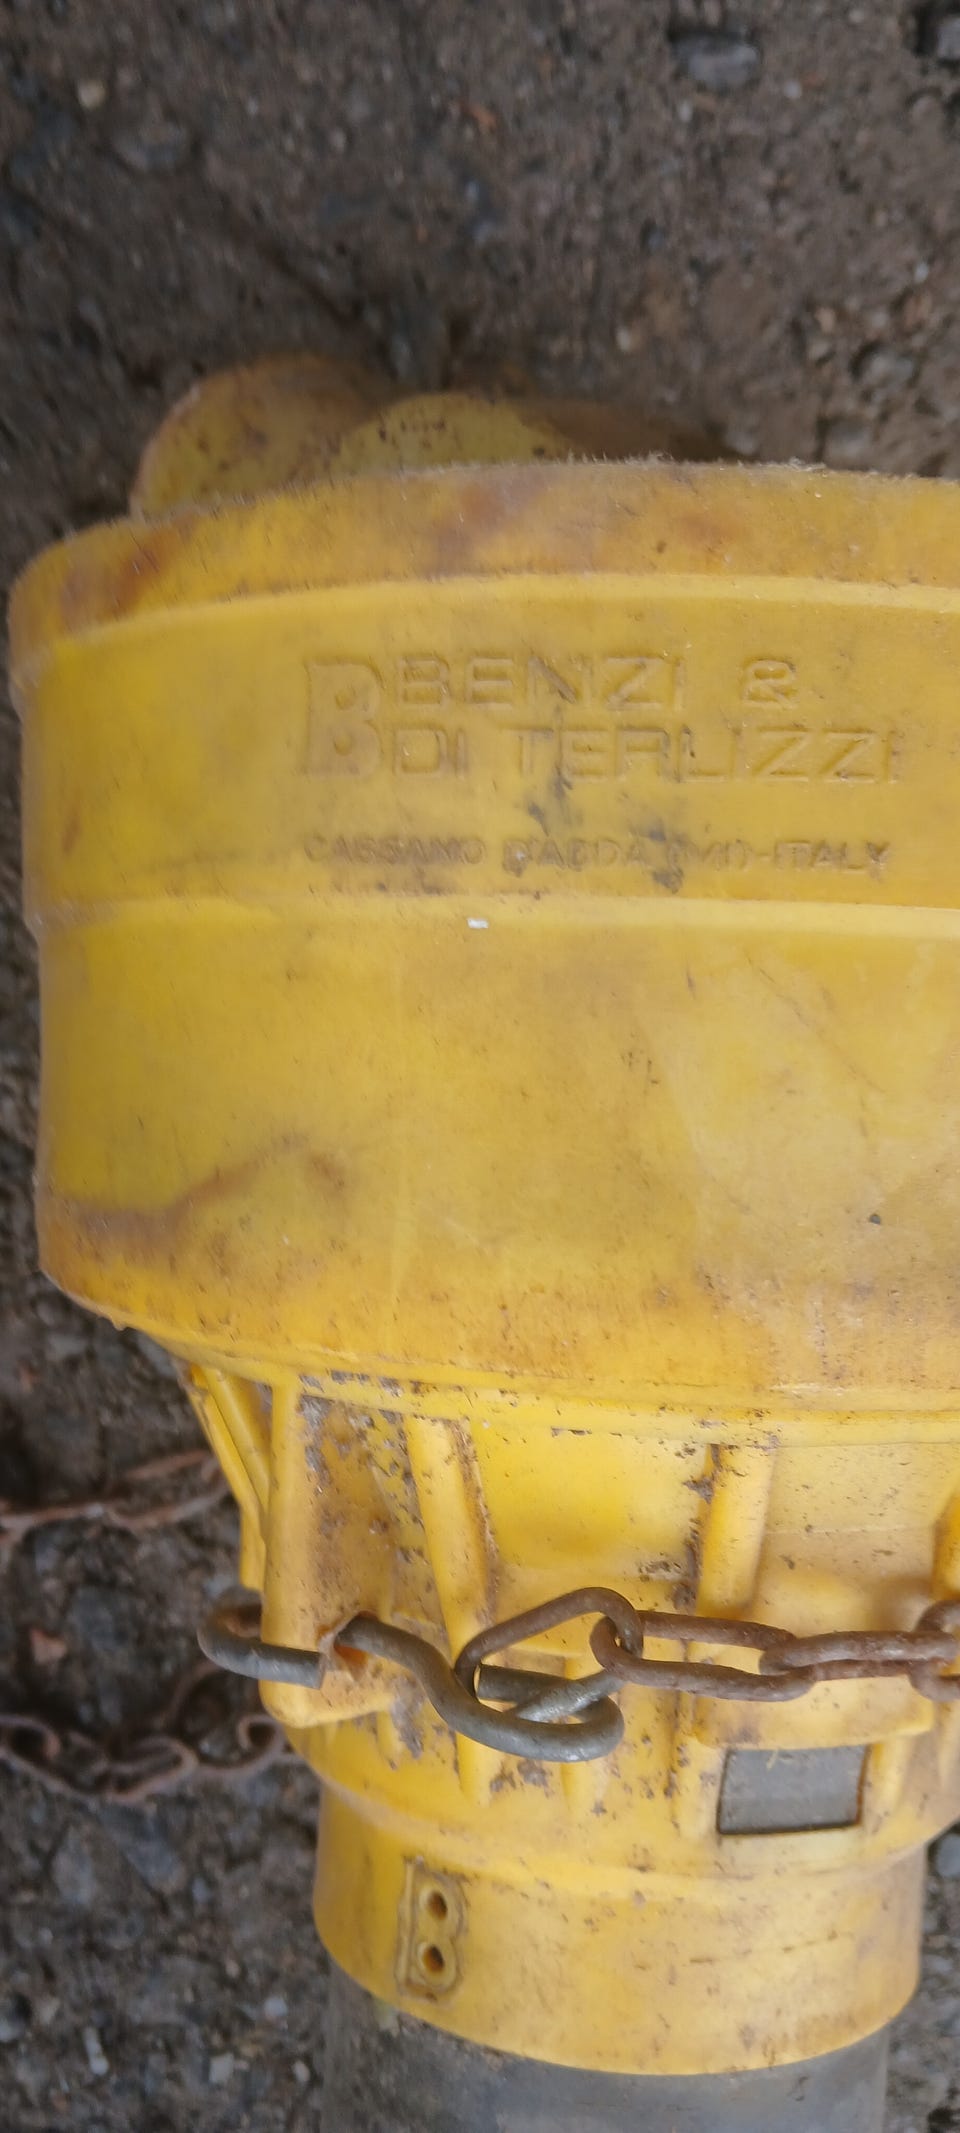 B BENZI &
DI TERLIZZI
CASSANO D'ADDA (MI)-ITALY
B